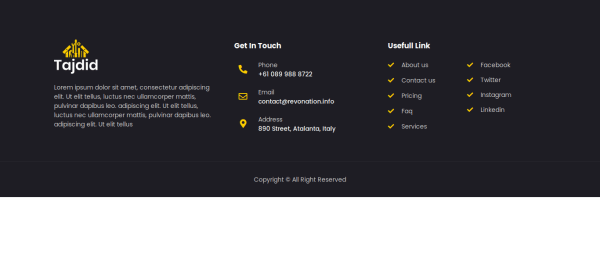 Tajdid
Lorem ipsum dolor sit amet, consectetur adipiscing
elit. Ut elit tellus, luctus nec ullamcorper mattis,
pulvinar dapibus leo. adipiscing elit. Ut elit tellus,
luctus nec ullamcorper mattis, pulvinar dapibus leo.
adipiscing elit. Ut elit tellus
Get In Touch
Phone
+61 089 988 8722
Email
contact@revonation.info
Address
890 Street, Atalanta, Italy
Usefull Link
About us
Contact us
Pricing
Faq
Services
Facebook
Twitter
Instagram
Linkedin
Copyright © All Right Reserved